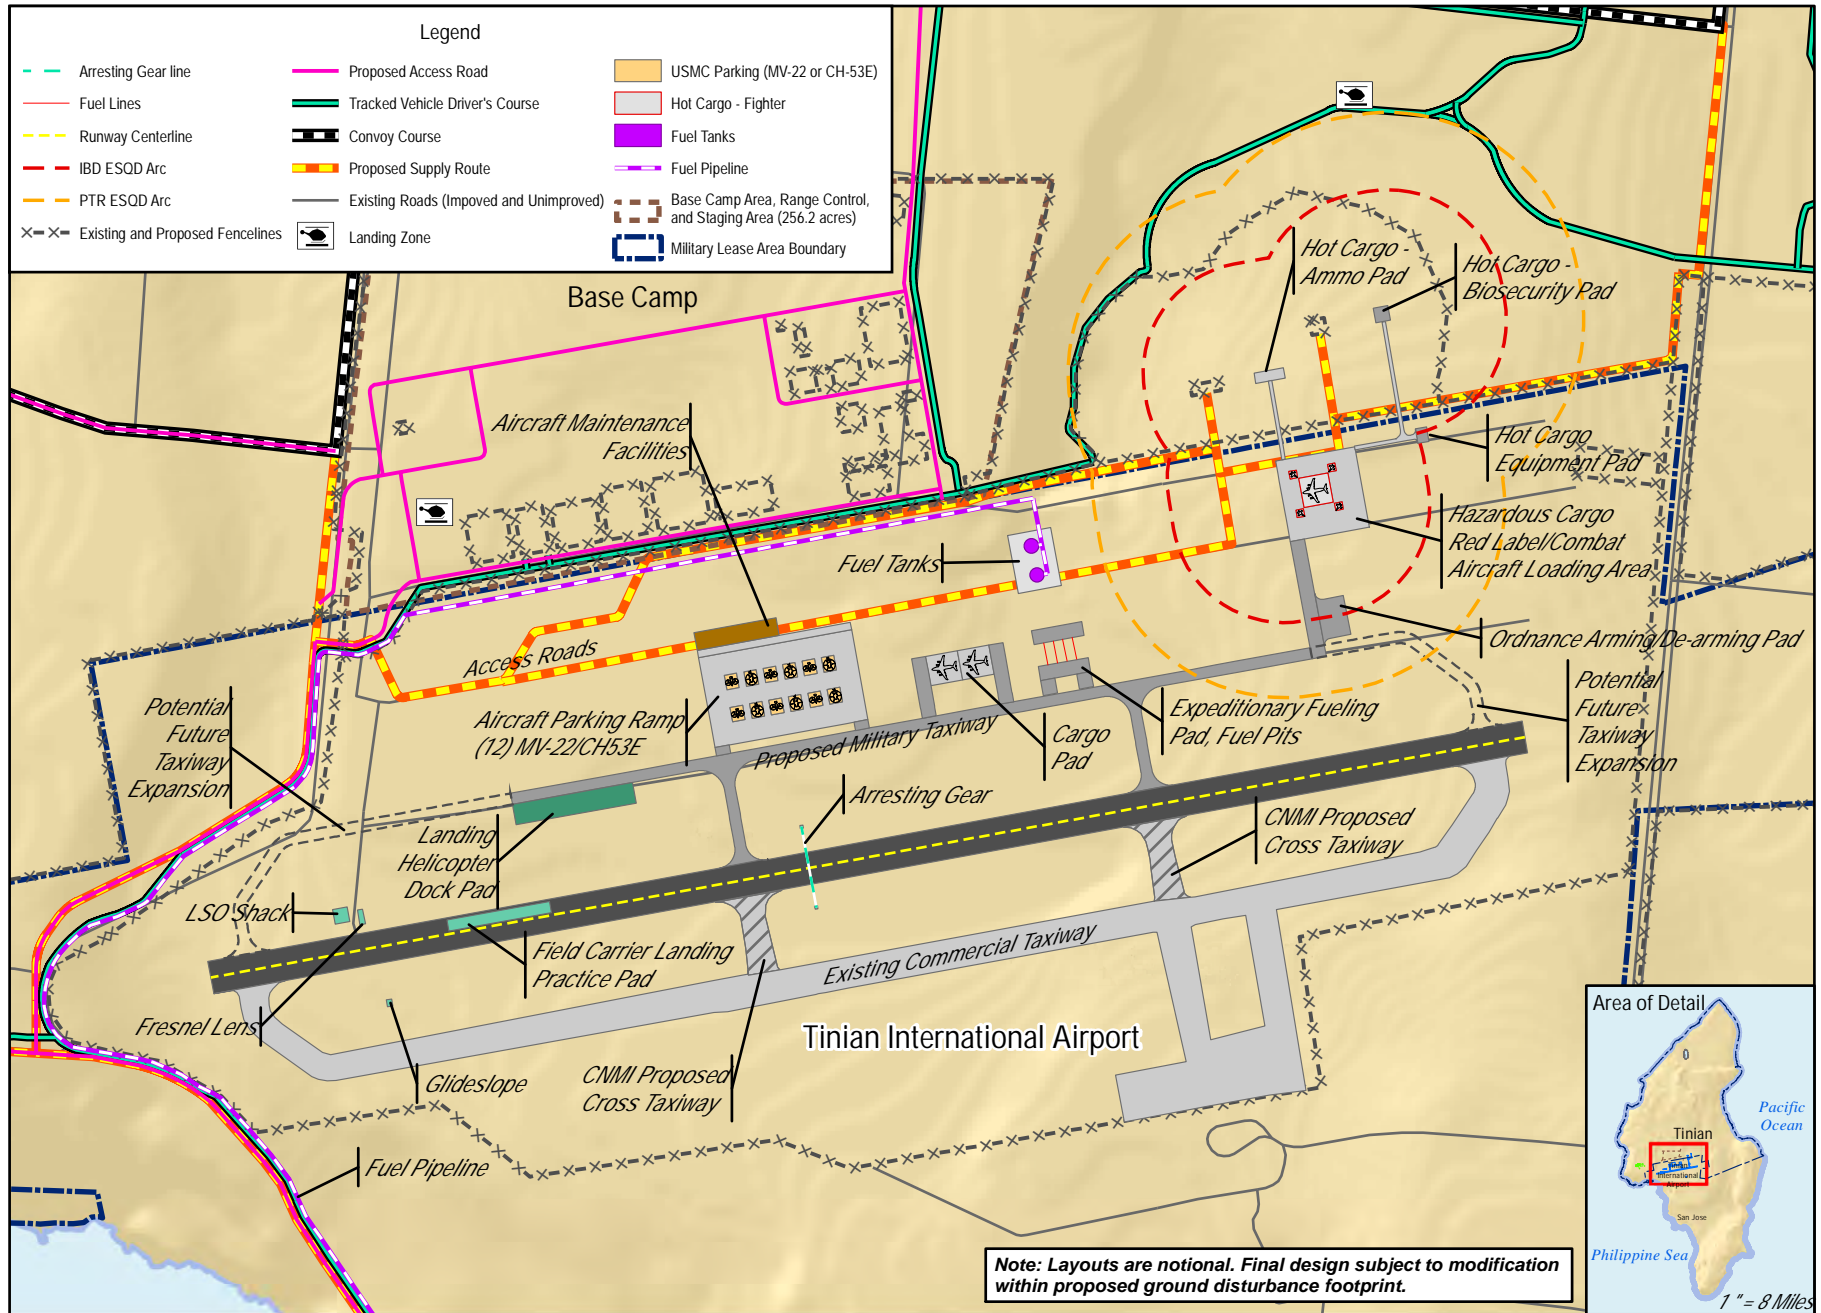 Legend
Arresting Gear line
Fuel Lines
Runway Centerline
IBD ESQD Arc
PTR ESQD Arc
Existing and Proposed Fencelines
Proposed Access Road
Tracked Vehicle Driver's Course
Convoy Course
Proposed Supply Route
Existing Roads (Impoved and Unimproved)
Landing Zone
USMC Parking (MV-22 or CH-53E)
Hot Cargo - Fighter
Fuel Tanks
Fuel Pipeline
Base Camp Area, Range Control,
and Staging Area (256.2 acres)
Military Lease Area Boundary
Base Camp
Hot Cargo -
Ammo Pad
Hot Cargo -
Biosecurity Pad
Aircraft Maintenance
Facilities
Hot Cargo
Equipment Pad
Hazardous Cargo
Red Label/Combat
Aircraft Loading Area
Fuel Tanks
Ordnance Arming/De-arming Pad
Access Roads
Potential
Future
Taxiway
Expansion
Aircraft Parking Ramp
(12) MV-22/CH53E
Proposed Military Taxiway
Cargo
Pad
Expeditionary Fueling
Pad, Fuel Pits
Potential
Future
Taxiway
Expansion
Arresting Gear
Landing
Helicopter
Dock Pad
CNMI Proposed
Cross Taxiway
LSO Shack
Field Carrier Landing
Practice Pad
Existing Commercial Taxiway
Fresnel Lens
Tinian International Airport
Glideslope
CNMI Proposed
Cross Taxiway
Fuel Pipeline
Note: Layouts are notional. Final design subject to modification
within proposed ground disturbance footprint.
Area of Detail
Pacific
Ocean
Tinian
Tinian
International
Airport
San Jose
Philippine Sea
1 " = 8 Miles